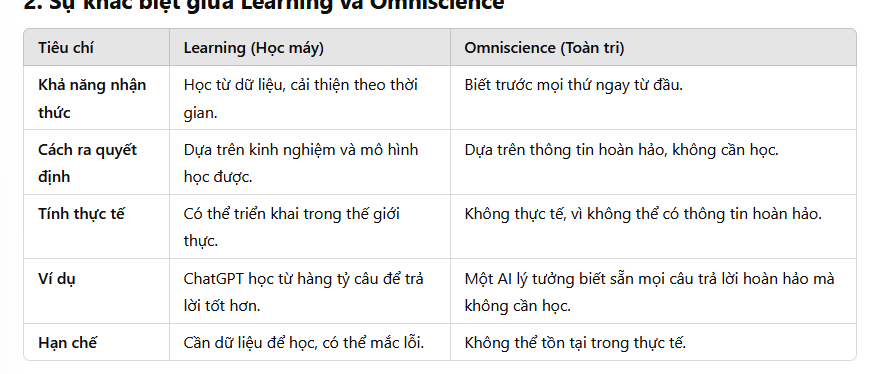 2. Sự khác biệt giữa Learning và Omniscience
Tiêu chí
Learning (Học máy)
Omniscience (Toàn tri)
Khả năng nhận
thức
Học từ dữ liệu, cải thiện theo thời
gian.
Biết trước mọi thứ ngay từ đầu.
Cách ra quyết
định
Dựa trên kinh nghiệm và mô hình
học được.
Dựa trên thông tin hoàn hảo, không cần học.
Tính thực tế
Có thể triển khai trong thế giới
thực.
Không thực tế, vì không thể có thông tin hoàn hảo.
Ví dụ
ChatGPT học từ hàng tỷ câu để trả
lời tốt hơn.
Một AI lý tưởng biết sẵn mọi câu trả lời hoàn hảo mà
không cần học.
Hạn chế
Cần dữ liệu để học, có thể mắc lỗi.
Không thể tồn tại trong thực tế.